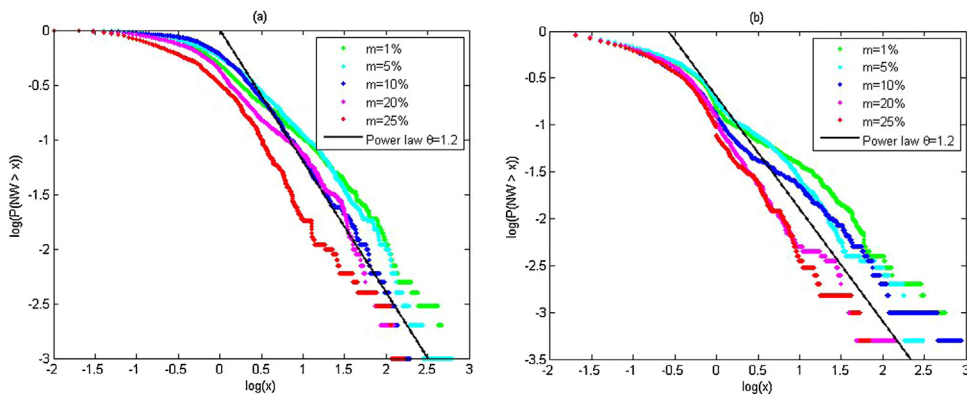 (a)
m=1%
m=5%
m=10%
m=20%
m=25%
Power law θ=1.2
0
-0.5
-1
-1.5
-2
-2.5
-3
log(P(NW > x))
-2 -1.5 -1 -0.5 0 0.5 1 1.5 2 2.5 3
log(x)
(b)
m=1%
m=5%
m=10%
m=20%
m=25%
Power law θ=1.2
0
-0.5
-1
-1.5
-2
-2.5
-3
-3.5
log(P(NW > x))
-2 -1.5 -1 -0.5 0 0.5 1 1.5 2 2.5 3
log(x)